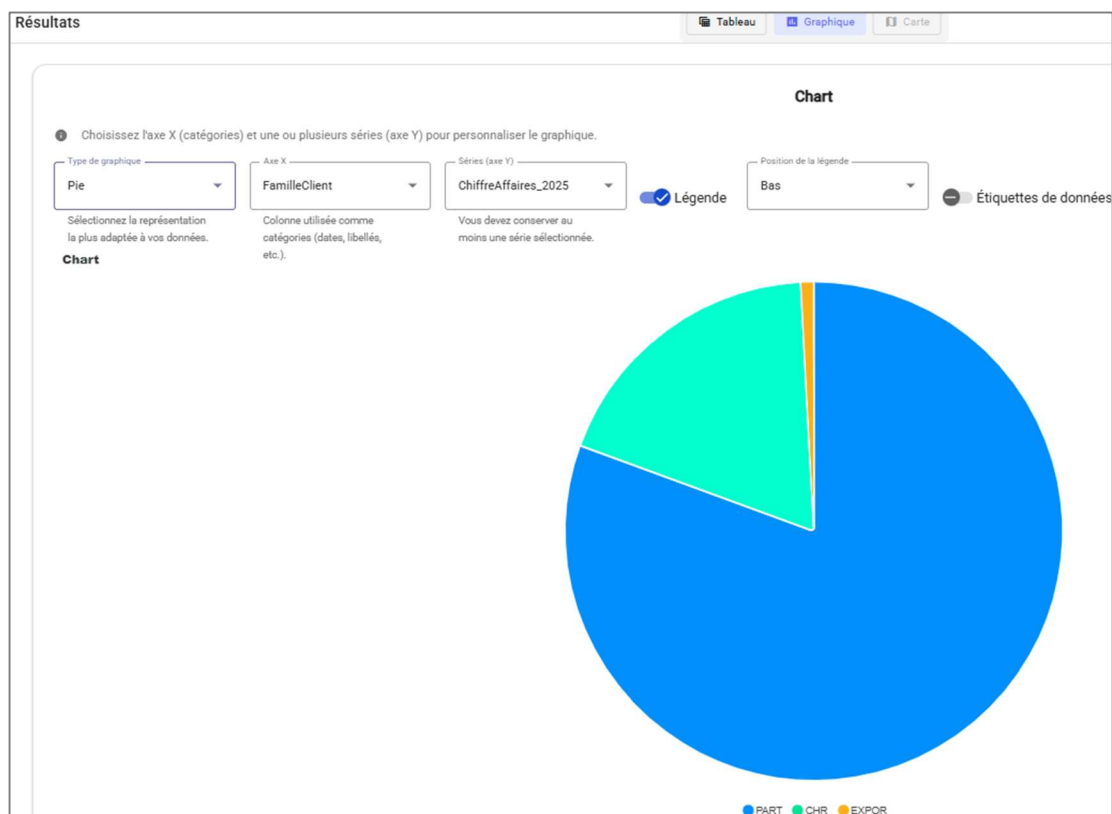 Résultats
Tableau
Graphique
Carte
Chart
Choisissez l'axe X (catégories) et une ou plusieurs séries (axe Y) pour personnaliser le graphique.
Type de graphique
Pie
Sélectionnez la représentation
la plus adaptée à vos données.
Axe X
FamilleClient
Colonne utilisée comme
catégories (dates, libellés,
etc.).
Séries (axe Y)
ChiffreAffaires_2025
Vous devez conserver au
moins une série sélectionnée.
Légende
Position de la légende
Bas
Étiquettes de données
Chart
PART
CHR
EXPOR